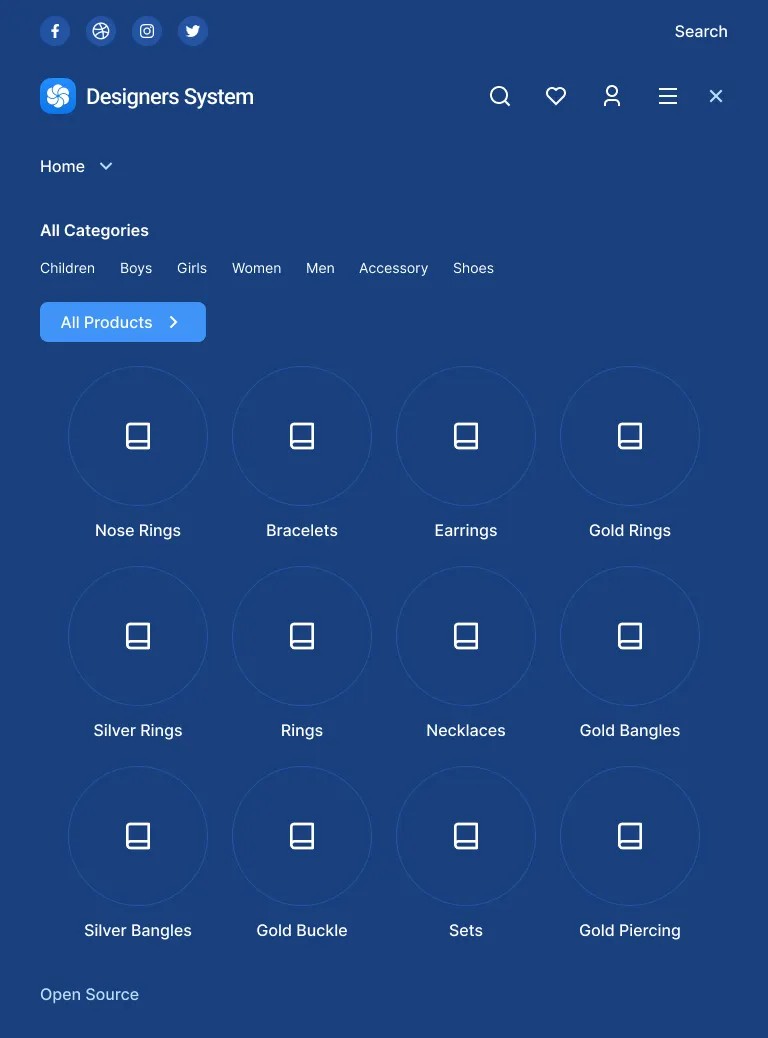 Search
Designers System
Home
All Categories
Children Boys Girls Women Men Accessory Shoes
All Products
Nose Rings Bracelets Earrings Gold Rings
Silver Rings Rings Necklaces Gold Bangles
Silver Bangles Gold Buckle Sets Gold Piercing
Open Source